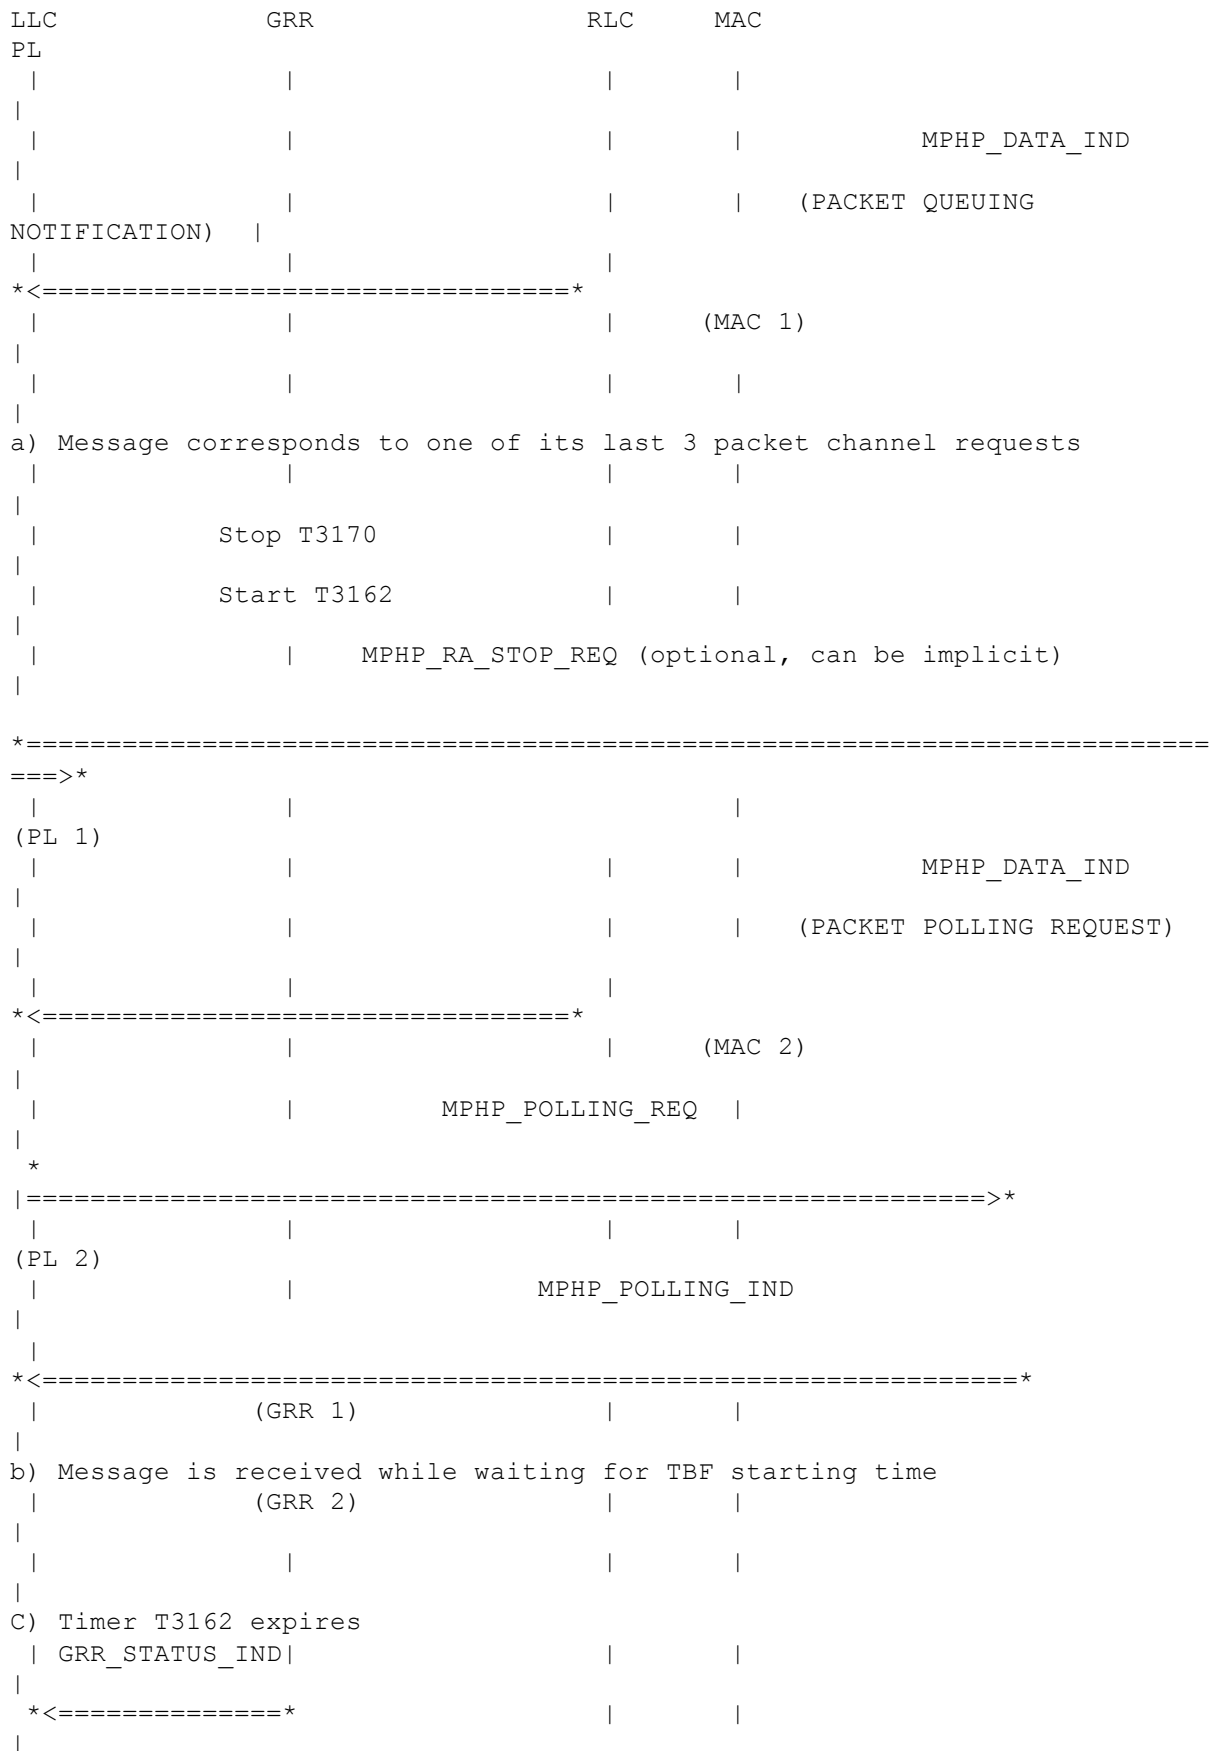 LLC GRR RLC MAC
PL
| | | |
|
| | | | MPHP_DATA_IND
|
| | | | (PACKET QUEUING
NOTIFICATION) |
| | |
*<=================================*
| | | (MAC 1)
|
| | | |
|
a) Message corresponds to one of its last 3 packet channel requests
| | | |
|
| Stop T3170 | |
|
| Start T3162 | |
|
| | MPHP_RA_STOP_REQ (optional, can be implicit)
|
*==========================================================================
===>*
| | |
(PL 1)
| | | | MPHP_DATA_IND
|
| | | | (PACKET POLLING REQUEST)
|
| | |
*<=================================*
| | | (MAC 2)
|
| | MPHP_POLLING_REQ |
|
*
|============================================================>*
| | | |
(PL 2)
| | MPHP_POLLING_IND
|
|
*<=============================================================*
| (GRR 1) | |
|
b) Message is received while waiting for TBF starting time
| (GRR 2) | |
|
| | | |
|
C) Timer T3162 expires
| GRR_STATUS_IND| | |
|
*<==============* | |
|